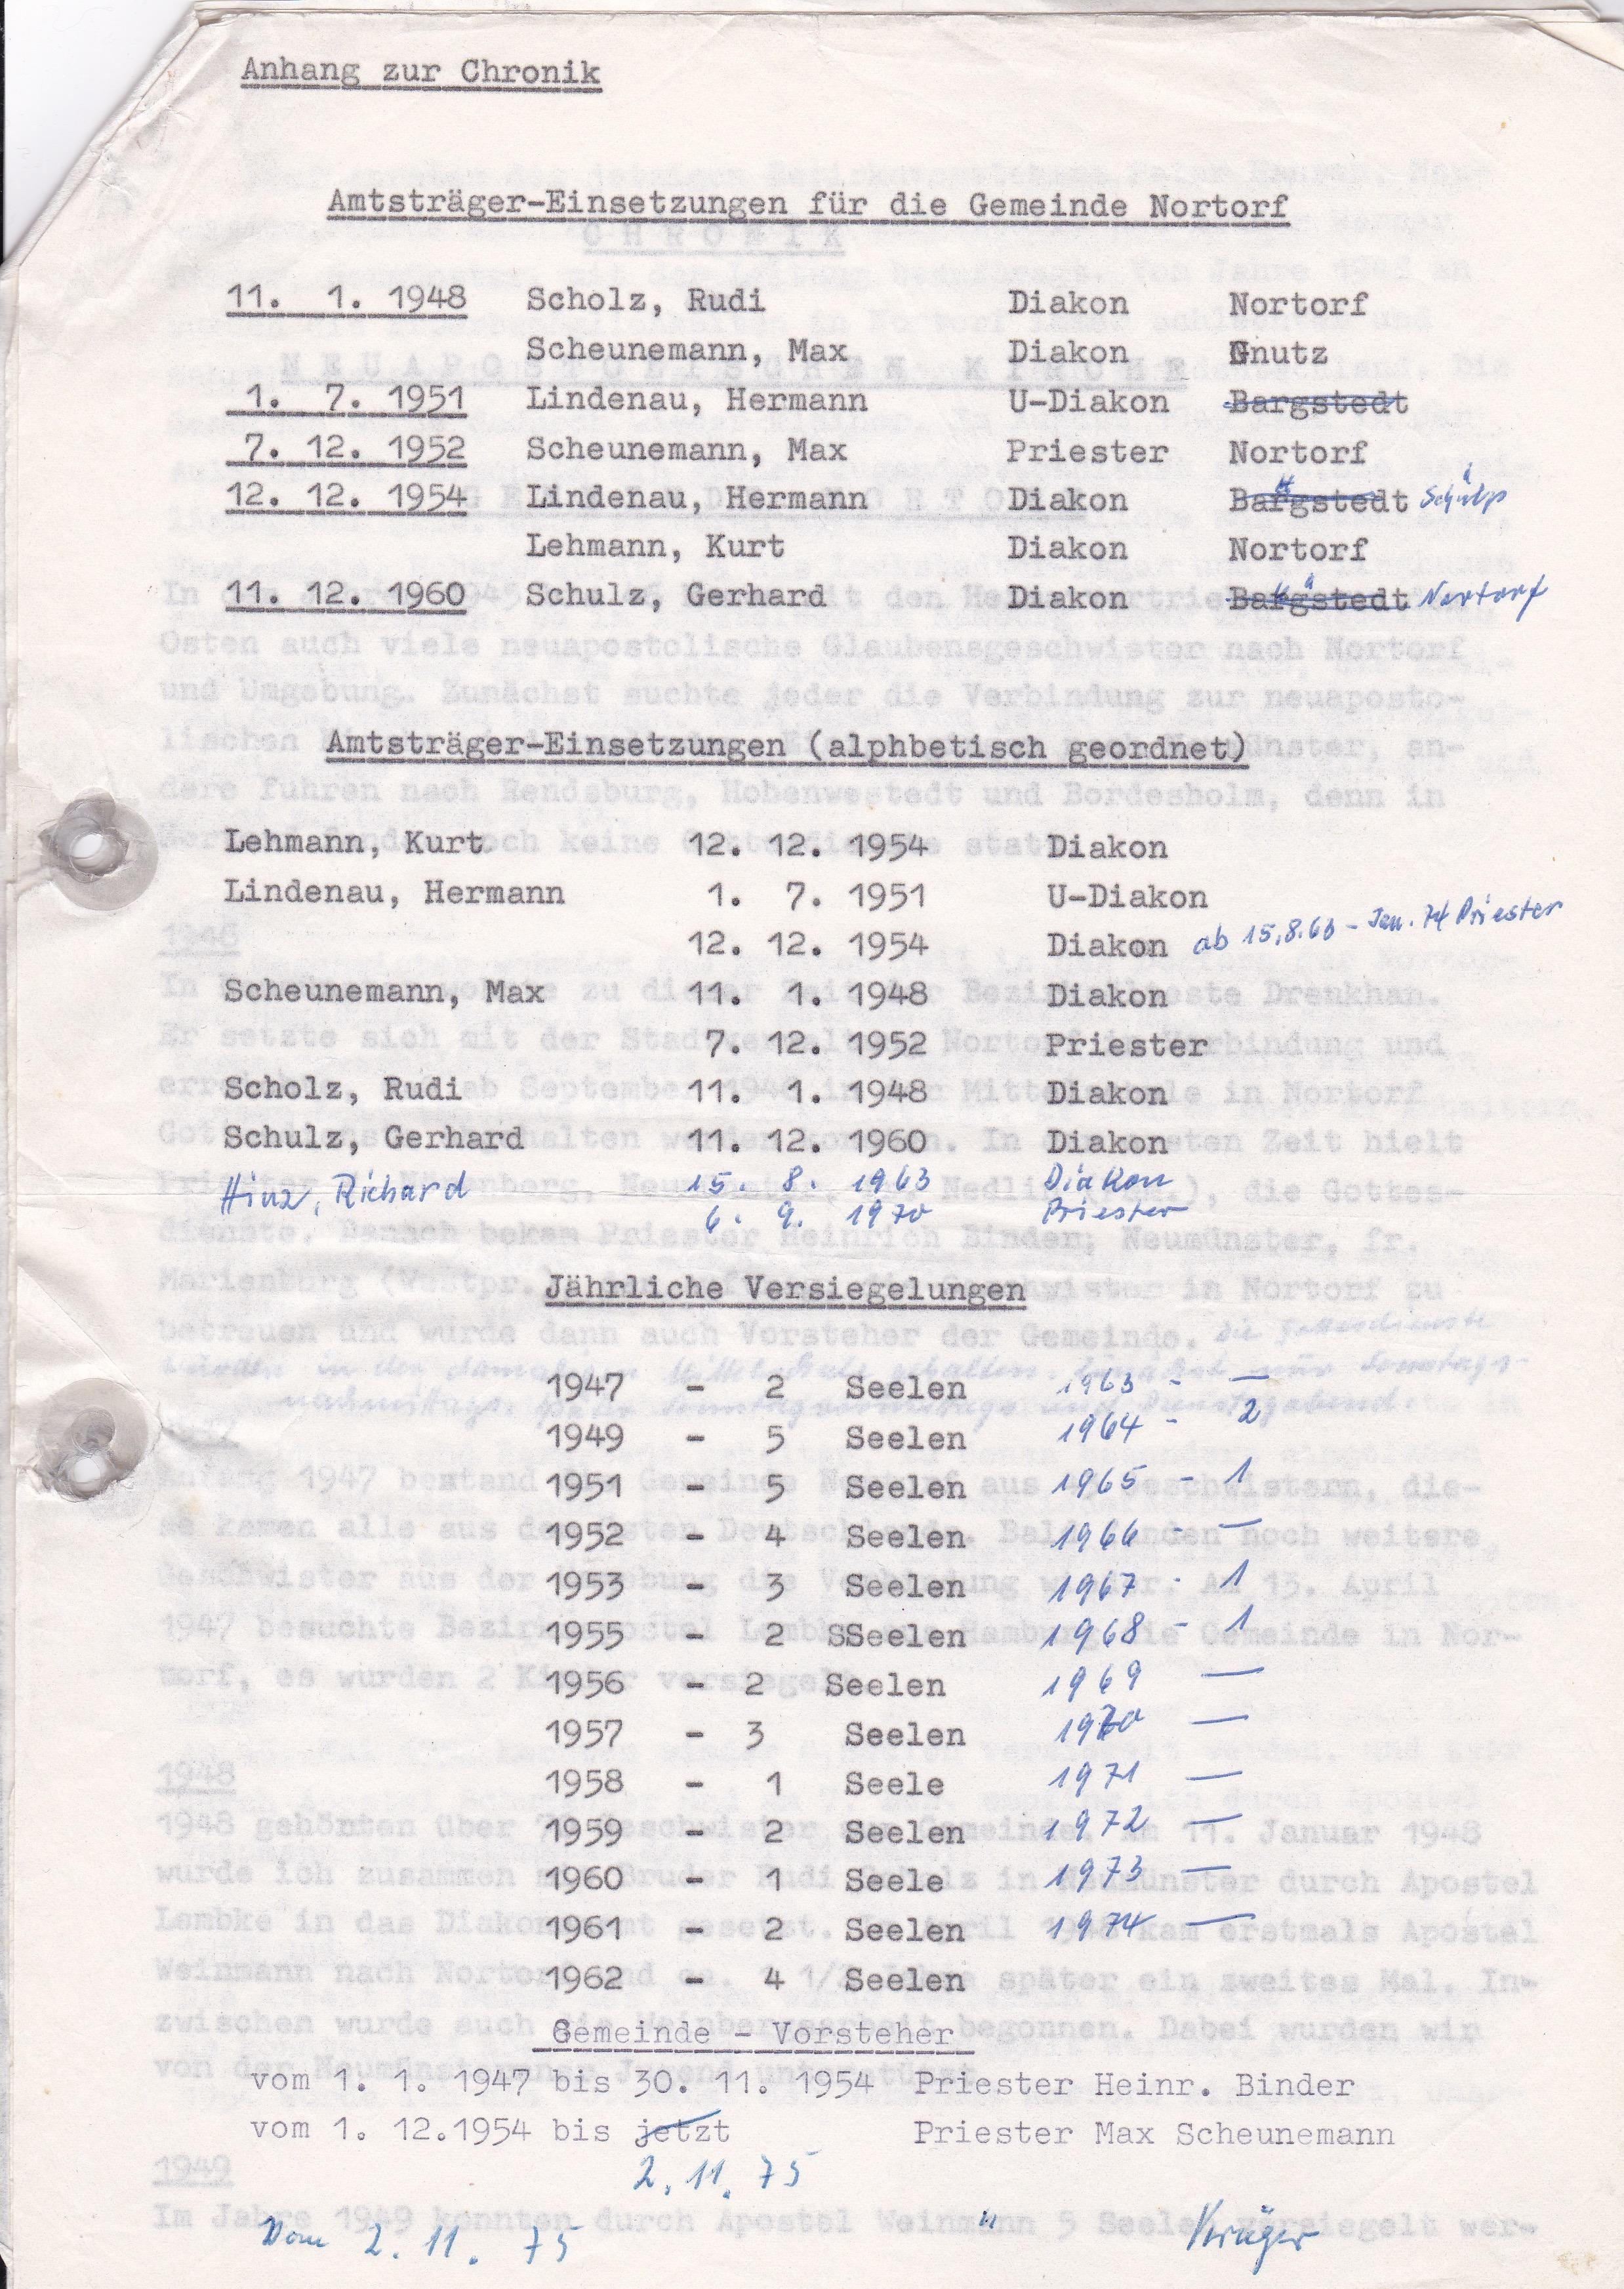 Anhang zur Chronik
Amtsträger-Einsetzungen für die Gemeinde Nortorf
11. 1. 1948 Scholz, Rudi Diakon Nortorf
Scheunemann, Max Diakon Gnutz
1. 7. 1951 Lindenau, Hermann U-Diakon Bargstedt
7. 12. 1952 Scheunemann, Max Priester Nortorf
12. 12. 1954 Lindenau, Hermann Diakon Bargstedt Schülp
Lehmann, Kurt Diakon Nortorf
11. 12. 1960 Schulz, Gerhard Diakon Bargstedt Nortorf
Amtsträger-Einsetzungen (alphbetisch geordnet)
Lehmann, Kurt 12. 12. 1954 Diakon
Lindenau, Hermann 1. 7. 1951 U-Diakon
12. 12. 1954 Diakon ab 15.8.63 - Jan. 74 Priester
Scheunemann, Max 11. 1. 1948 Diakon
7. 12. 1952 Priester
Scholz, Rudi 11. 1. 1948 Diakon
Schulz, Gerhard 11. 12. 1960 Diakon
Hinz, Richard 15. 8. 1963 Diakon
6. 9. 1970 Priester
Jährliche Versiegelungen
1947 - 2 Seelen 1963 - —
1949 - 5 Seelen 1964 - 2
1951 - 5 Seelen 1965 - 1
1952 - 4 Seelen 1966 - —
1953 - 3 Seelen 1967 - 1
1955 - 2 SSeelen 1968 - 1
1956 - 2 Seelen 1969 —
1957 - 3 Seelen 1970 —
1958 - 1 Seele 1971 —
1959 - 2 Seelen 1972 —
1960 - 1 Seele 1973 —
1961 - 2 Seelen 1974 —
1962 - 4 Seelen
Gemeinde - Vorsteher
vom 1. 1. 1947 bis 30. 11. 1954 Priester Heinr. Binder
vom 1. 12.1954 bis jetzt Priester Max Scheunemann
2. 11. 75
Vom 2. 11. 75 " Krüger